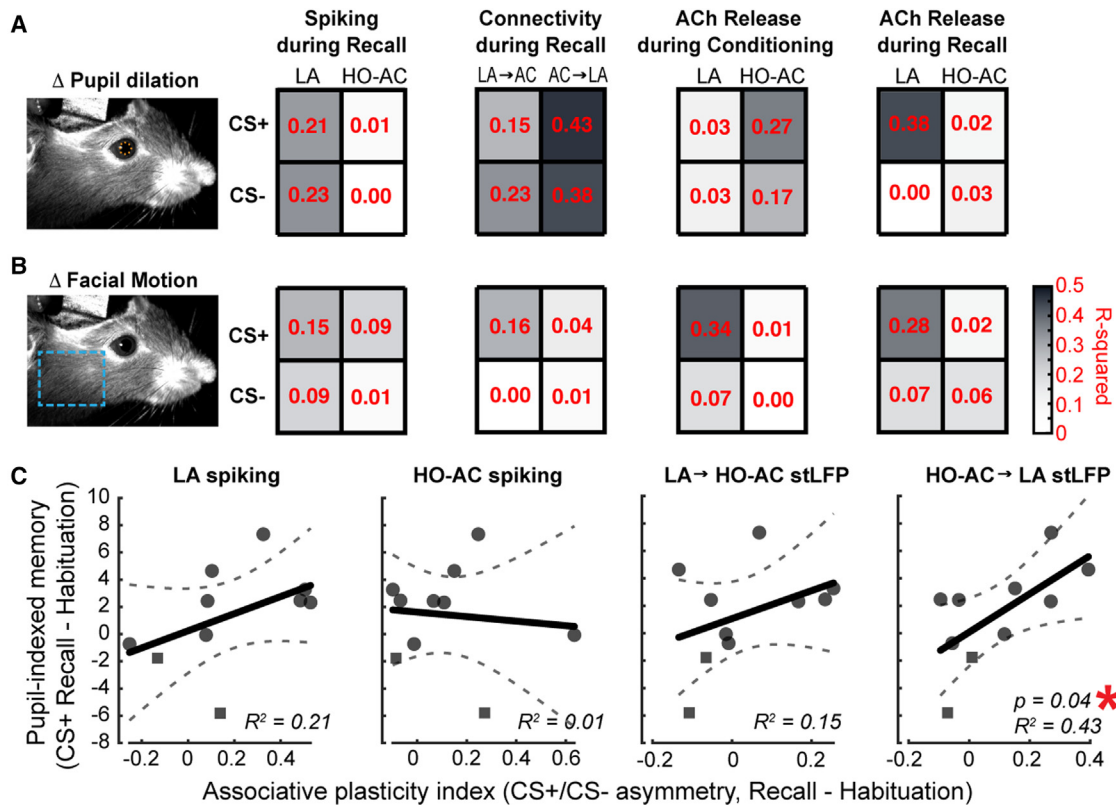 A
Spiking during Recall
Connectivity during Recall
ACh Release during Conditioning
ACh Release during Recall
LA HO-AC
LA→AC AC→LA
LA HO-AC
LA HO-AC
Δ Pupil dilation
CS+ 0.21 0.01 0.15 0.43 0.03 0.27 0.38 0.02
CS- 0.23 0.00 0.23 0.38 0.03 0.17 0.00 0.03
B
Δ Facial Motion
CS+ 0.15 0.09 0.16 0.04 0.34 0.01 0.28 0.02
CS- 0.09 0.01 0.00 0.01 0.07 0.00 0.07 0.06
0.5
0.4
0.3
0.2
0.1
0
R-squared
C
LA spiking
HO-AC spiking
LA→ HO-AC stLFP
HO-AC→ LA stLFP
Pupil-indexed memory
(CS+ Recall - Habituation)
10
8
6
4
2
0
-2
-4
-6
-8
R² = 0.21
R² = 0.01
R² = 0.15
p = 0.04 *
R² = 0.43
-0.2 0 0.2 0.4
0 0.2 0.4 0.6
0 0.2
-0.2 0 0.2 0.4
Associative plasticity index (CS+/CS- asymmetry, Recall - Habituation)